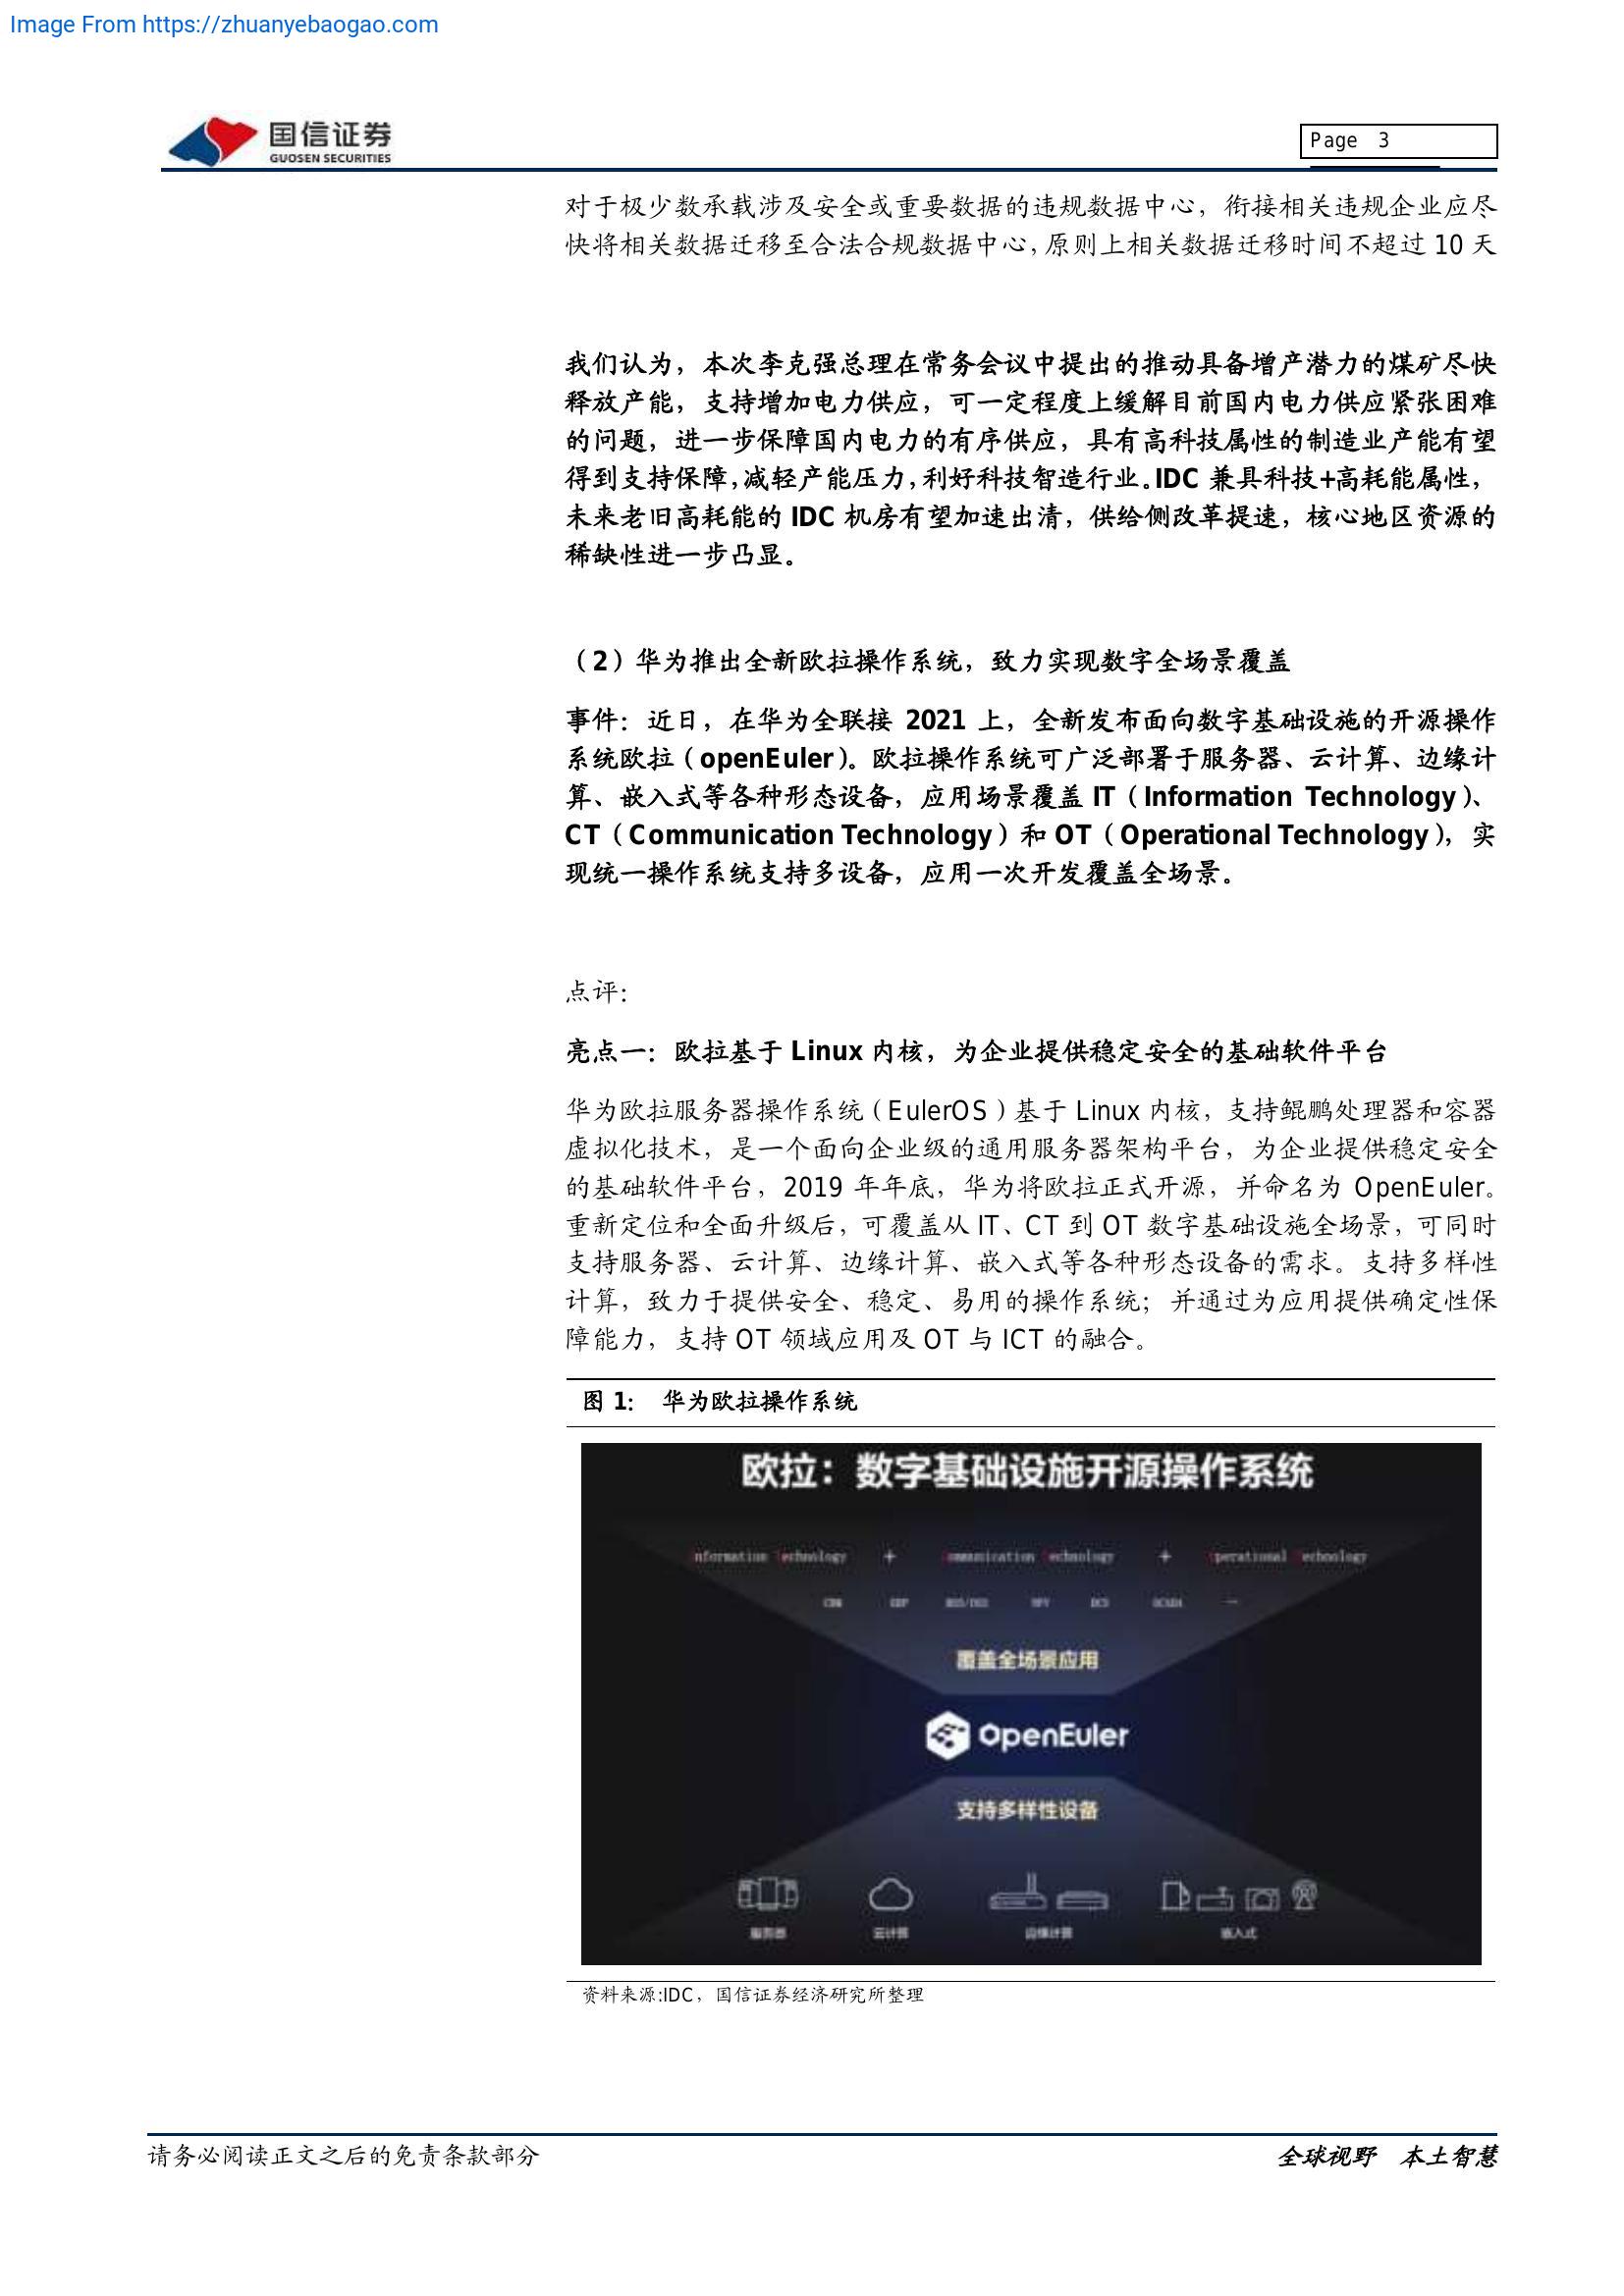 Image From https://zhuanyebaogao.com
国信证券
GUOSEN SECURITIES
Page 3
对于极少数承载涉及安全或重要数据的违规数据中心，衔接相关违规企业应尽
快将相关数据迁移至合法合规数据中心，原则上相关数据迁移时间不超过 10 天
我们认为，本次李克强总理在常务会议中提出的推动具备增产潜力的煤矿尽快
释放产能，支持增加电力供应，可一定程度上缓解目前国内电力供应紧张困难
的问题，进一步保障国内电力的有序供应，具有高科技属性的制造业产能有望
得到支持保障，减轻产能压力，利好科技智造行业。IDC 兼具科技+高耗能属性，
未来老旧高耗能的 IDC 机房有望加速出清，供给侧改革提速，核心地区资源的
稀缺性进一步凸显。
（2）华为推出全新欧拉操作系统，致力实现数字全场景覆盖
事件：近日，在华为全联接 2021 上，全新发布面向数字基础设施的开源操作
系统欧拉（openEuler）。欧拉操作系统可广泛部署于服务器、云计算、边缘计
算、嵌入式等各种形态设备，应用场景覆盖 IT（Information Technology）、
CT（Communication Technology）和 OT（Operational Technology），实
现统一操作系统支持多设备，应用一次开发覆盖全场景。
点评：
亮点一：欧拉基于 Linux 内核，为企业提供稳定安全的基础软件平台
华为欧拉服务器操作系统（EulerOS）基于 Linux 内核，支持鲲鹏处理器和容器
虚拟化技术，是一个面向企业级的通用服务器架构平台，为企业提供稳定安全
的基础软件平台，2019 年年底，华为将欧拉正式开源，并命名为 OpenEuler。
重新定位和全面升级后，可覆盖从 IT、CT 到 OT 数字基础设施全场景，可同时
支持服务器、云计算、边缘计算、嵌入式等各种形态设备的需求。支持多样性
计算，致力于提供安全、稳定、易用的操作系统；并通过为应用提供确定性保
障能力，支持 OT 领域应用及 OT 与 ICT 的融合。
图 1： 华为欧拉操作系统
欧拉：数字基础设施开源操作系统
Information Technology + Communication Technology + Operational Technology
覆盖全场景应用
OpenEuler
支持多样性设备
服务器 云计算 边缘计算 嵌入式
资料来源:IDC，国信证券经济研究所整理
请务必阅读正文之后的免责条款部分
全球视野 本土智慧